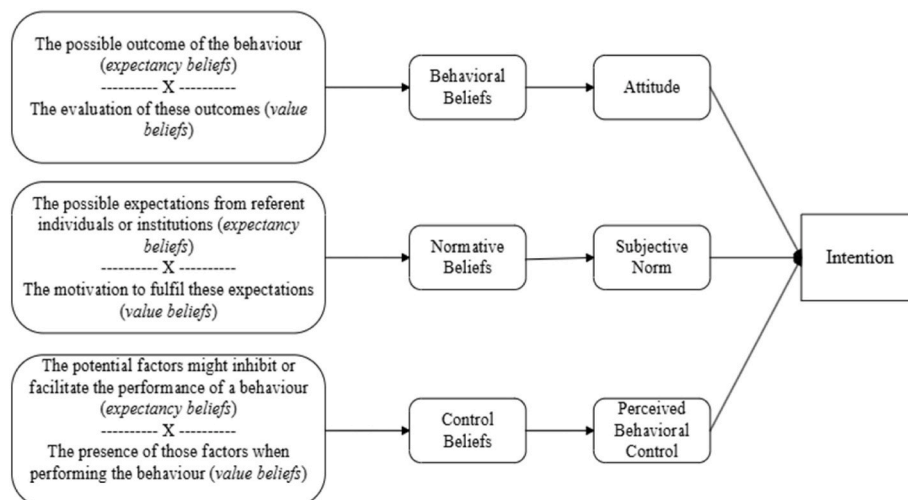 The possible outcome of the behaviour
(expectancy beliefs)
---------- X ----------
The evaluation of these outcomes (value
beliefs)
Behavioral
Beliefs
Attitude
The possible expectations from referent
individuals or institutions (expectancy
beliefs)
---------- X ----------
The motivation to fulfil these expectations
(value beliefs)
Normative
Beliefs
Subjective
Norm
Intention
The potential factors might inhibit or
facilitate the performance of a behaviour
(expectancy beliefs)
---------- X ----------
The presence of those factors when
performing the behaviour (value beliefs)
Control
Beliefs
Perceived
Behavioral
Control